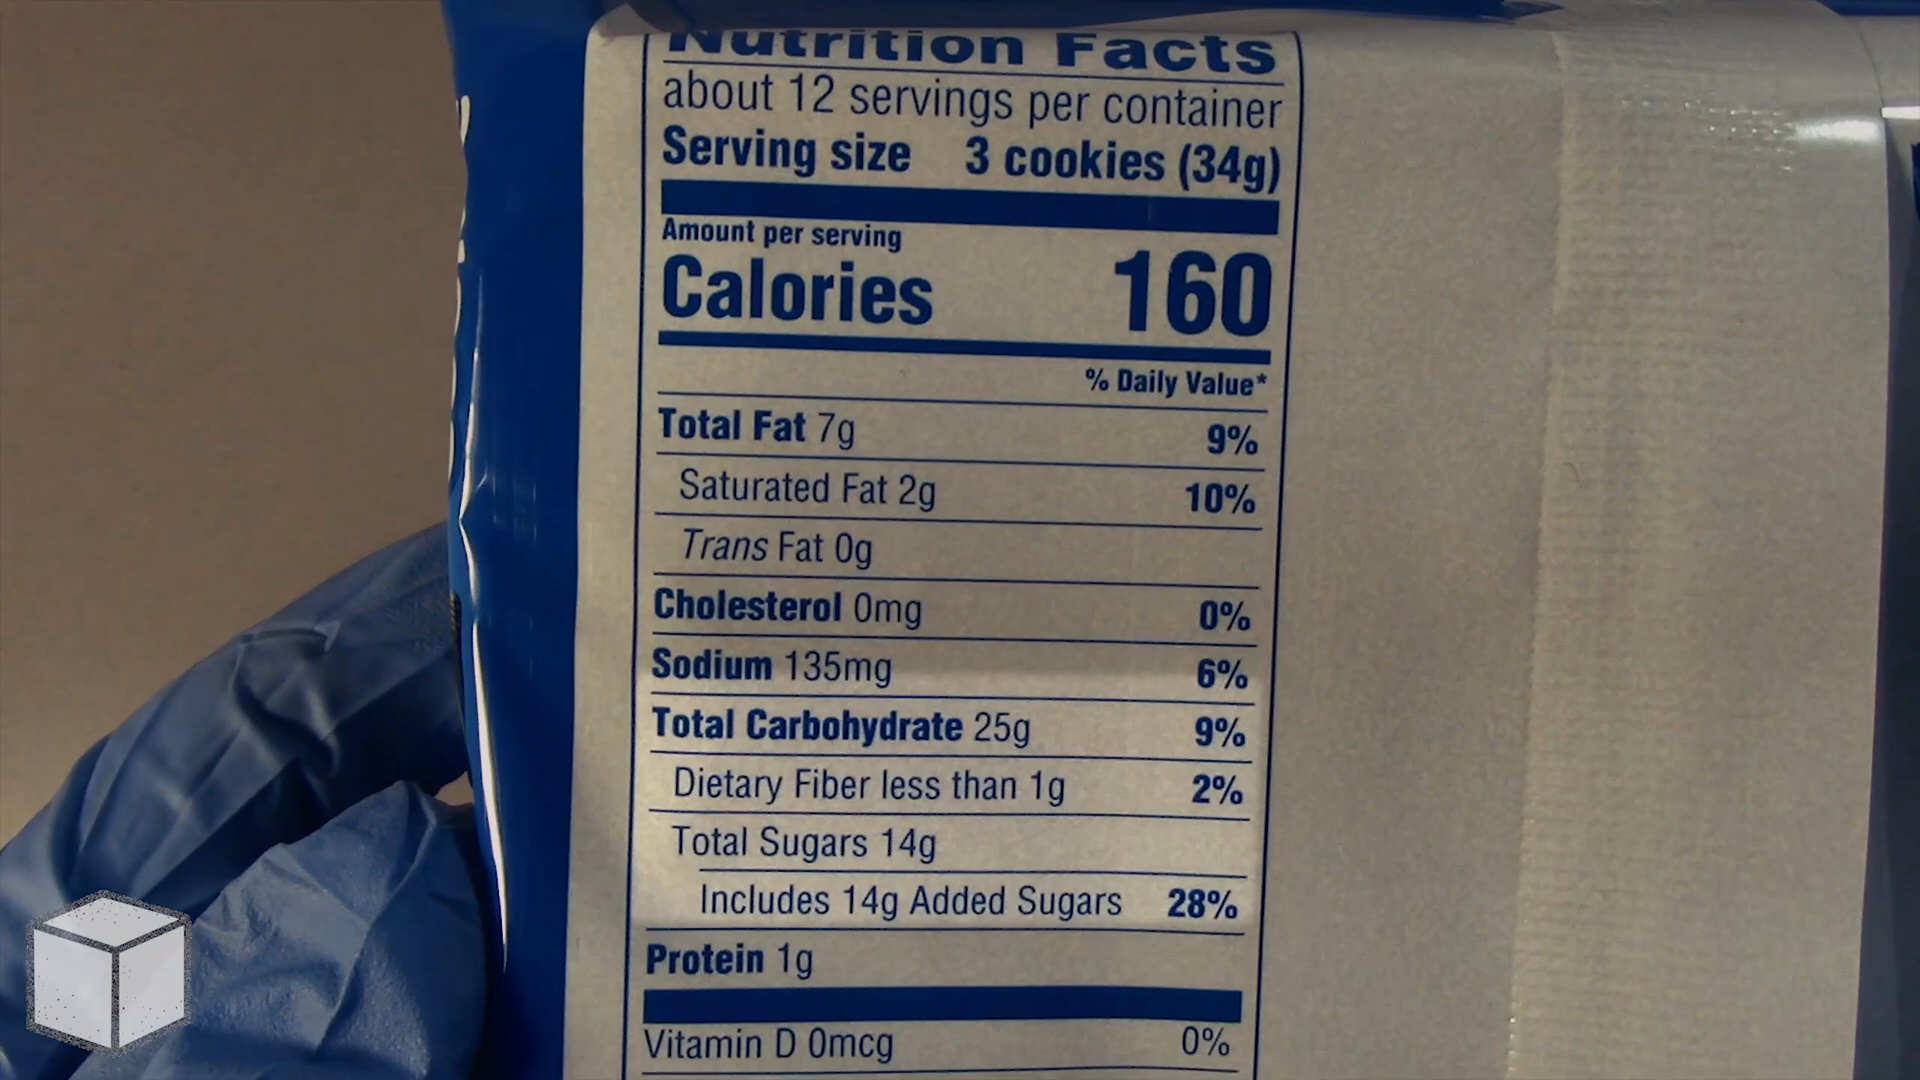 Nutrition Facts
about 12 servings per container
Serving size 3 cookies (34g)
Amount per serving
Calories 160
% Daily Value*
Total Fat 7g 9%
Saturated Fat 2g 10%
Trans Fat 0g
Cholesterol 0mg 0%
Sodium 135mg 6%
Total Carbohydrate 25g 9%
Dietary Fiber less than 1g 2%
Total Sugars 14g
Includes 14g Added Sugars 28%
Protein 1g
Vitamin D 0mcg 0%